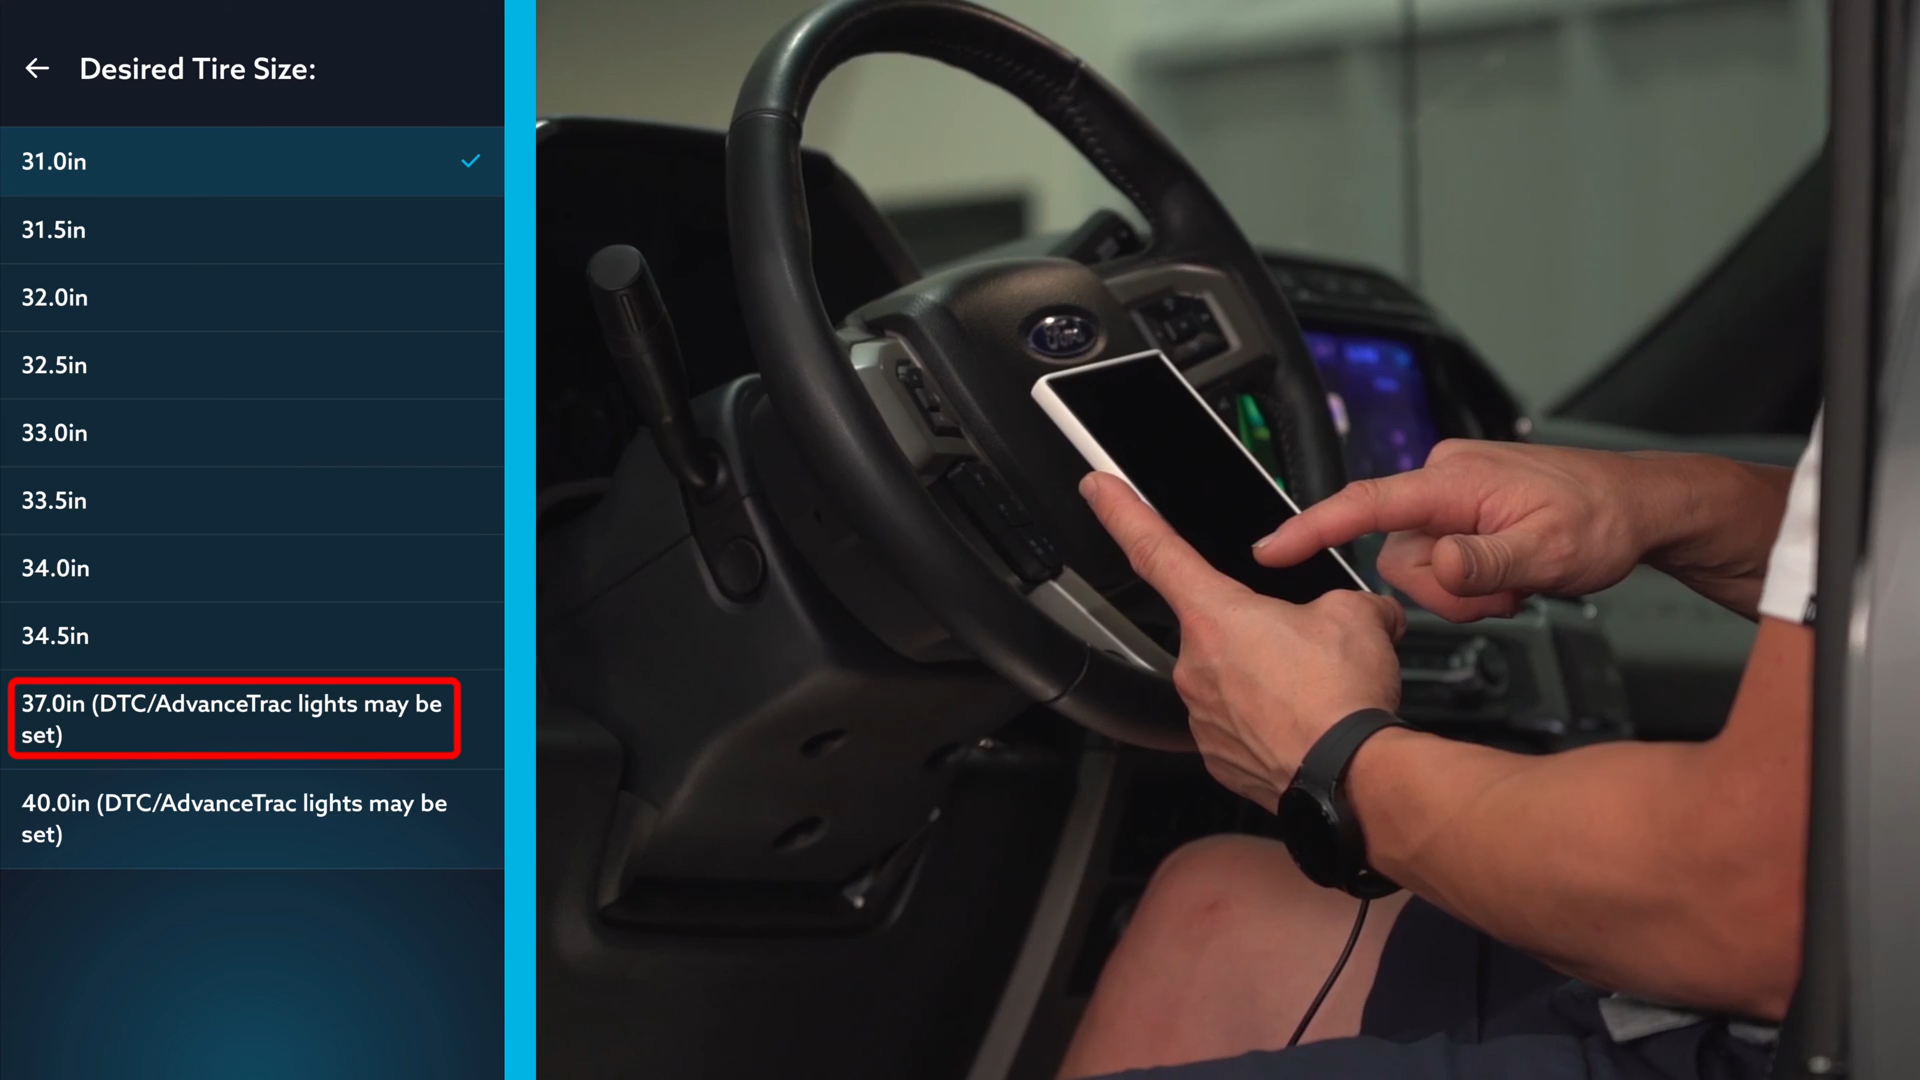 Desired Tire Size:
31.0in
31.5in
32.0in
32.5in
33.0in
33.5in
34.0in
34.5in
37.0in (DTC/AdvanceTrac lights may be
set)
40.0in (DTC/AdvanceTrac lights may be
set)
Ford